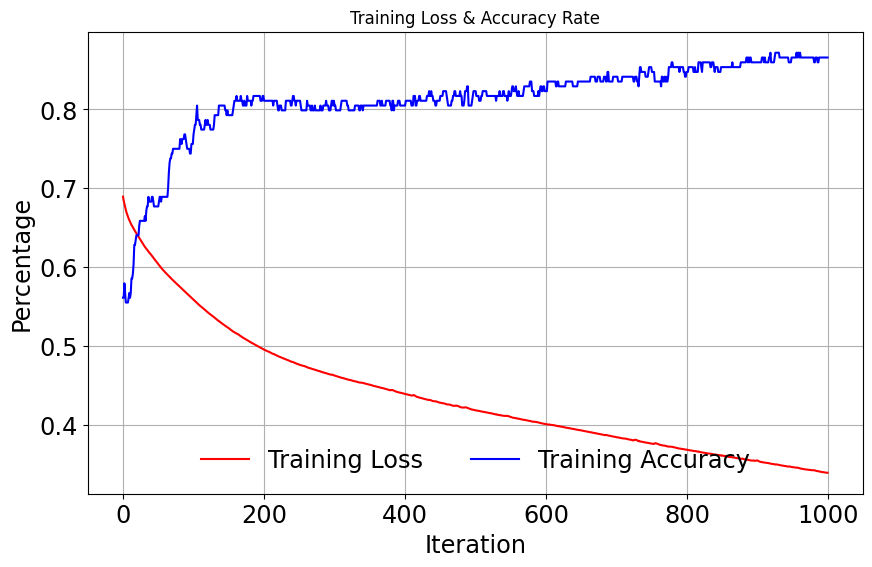 Training Loss & Accuracy Rate
Percentage
0.8
0.7
0.6
0.5
0.4
Training Loss Training Accuracy
0 200 400 600 800 1000
Iteration